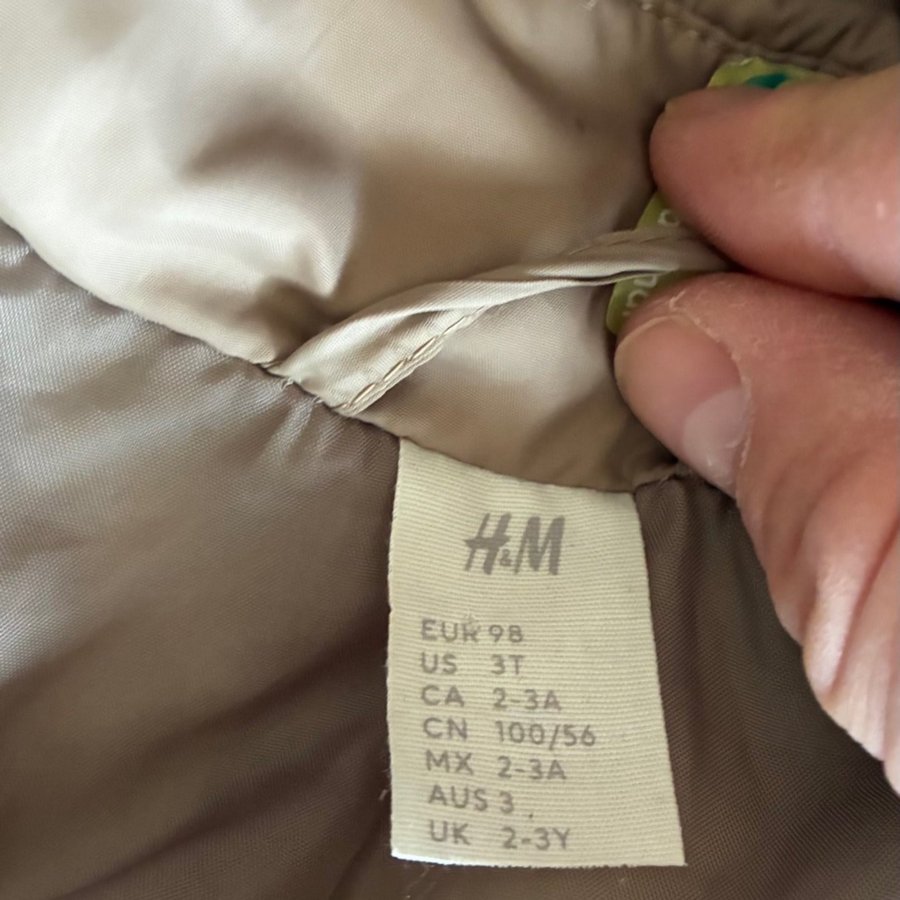 H&M
EUR 98
US 3T
CA 2-3A
CN 100/56
MX 2-3A
AUS 3
UK 2-3Y